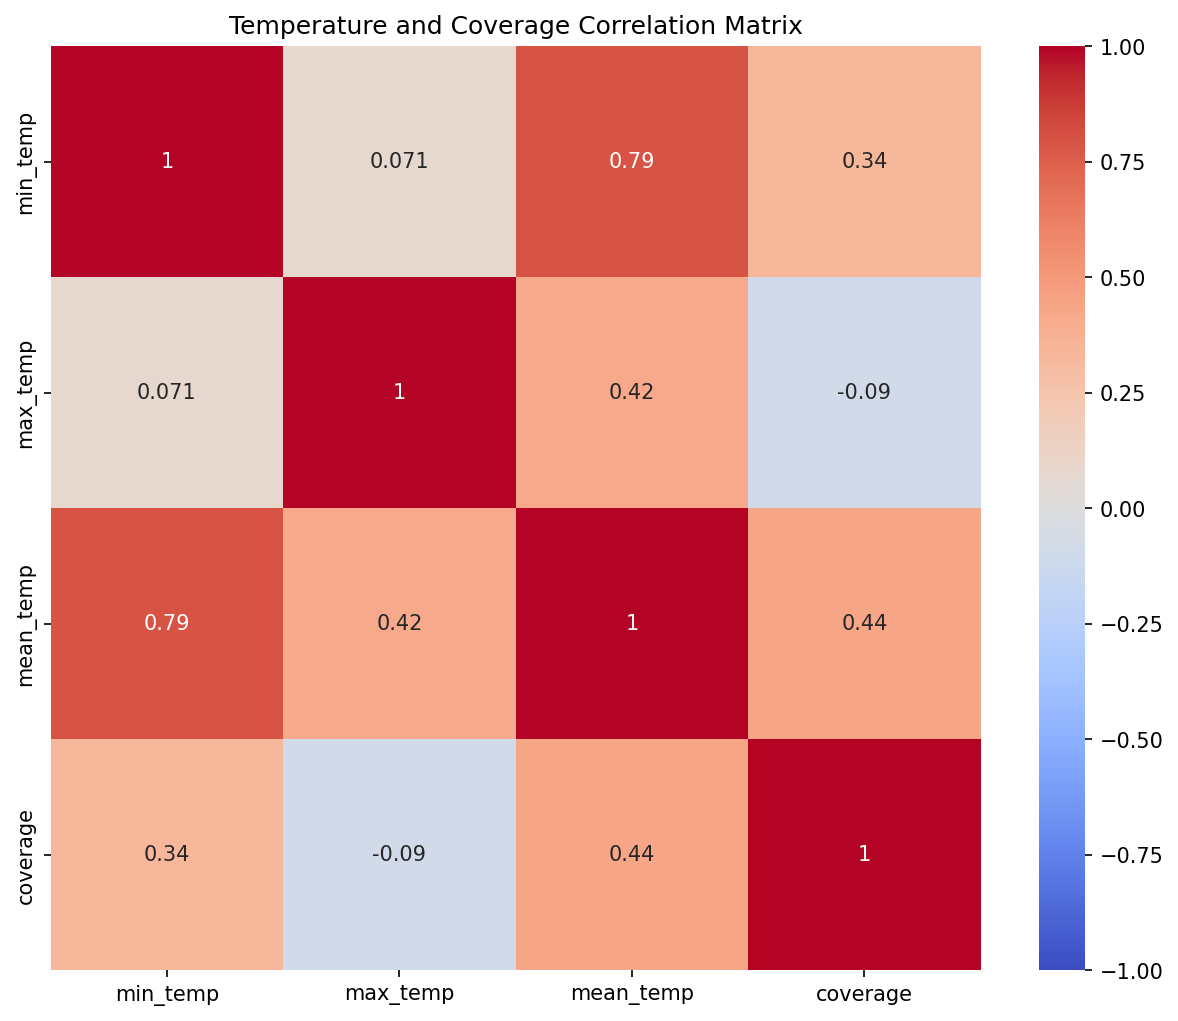 Temperature and Coverage Correlation Matrix
min_temp 1 0.071 0.79 0.34
max_temp 0.071 1 0.42 -0.09
mean_temp 0.79 0.42 1 0.44
coverage 0.34 -0.09 0.44 1
min_temp max_temp mean_temp coverage
1.00
0.75
0.50
0.25
0.00
−0.25
−0.50
−0.75
−1.00